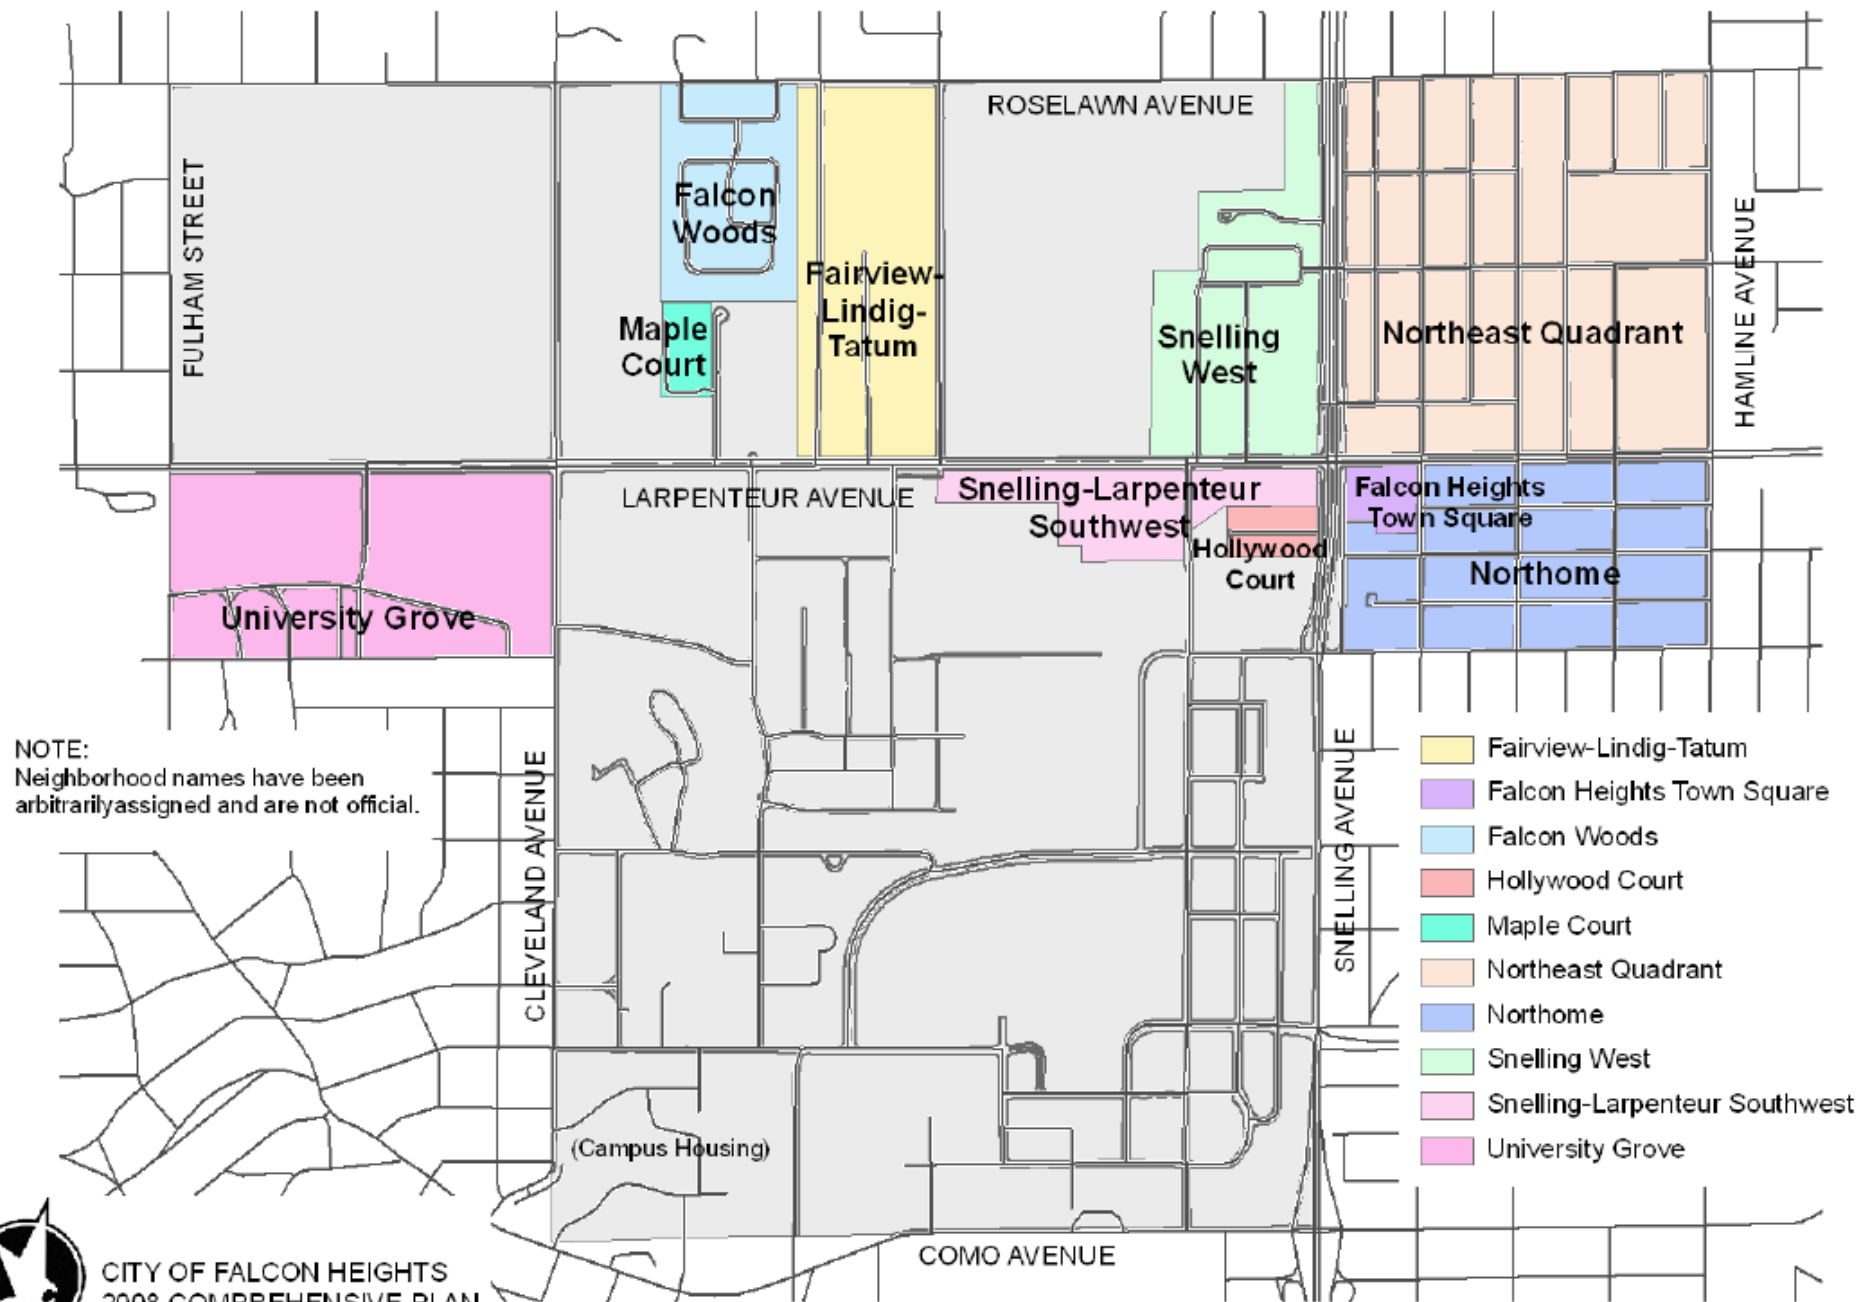 ROSELAWN AVENUE
FULHAM STREET
Falcon
Woods
Fairview-
Lindig-
Tatum
Maple
Court
Snelling
West
Northeast Quadrant
HAMLINE AVENUE
LARPENTEUR AVENUE
Snelling-Larpenteur
Southwest
Hollywood
Court
Falcon Heights
Town Square
Northome
University Grove
NOTE:
Neighborhood names have been
arbitrarilyassigned and are not official.
CLEVELAND AVENUE
SNELLING AVENUE
Fairview-Lindig-Tatum
Falcon Heights Town Square
Falcon Woods
Hollywood Court
Maple Court
Northeast Quadrant
Northome
Snelling West
Snelling-Larpenteur Southwest
University Grove
(Campus Housing)
COMO AVENUE
CITY OF FALCON HEIGHTS
2008 COMPREHENSIVE PLAN